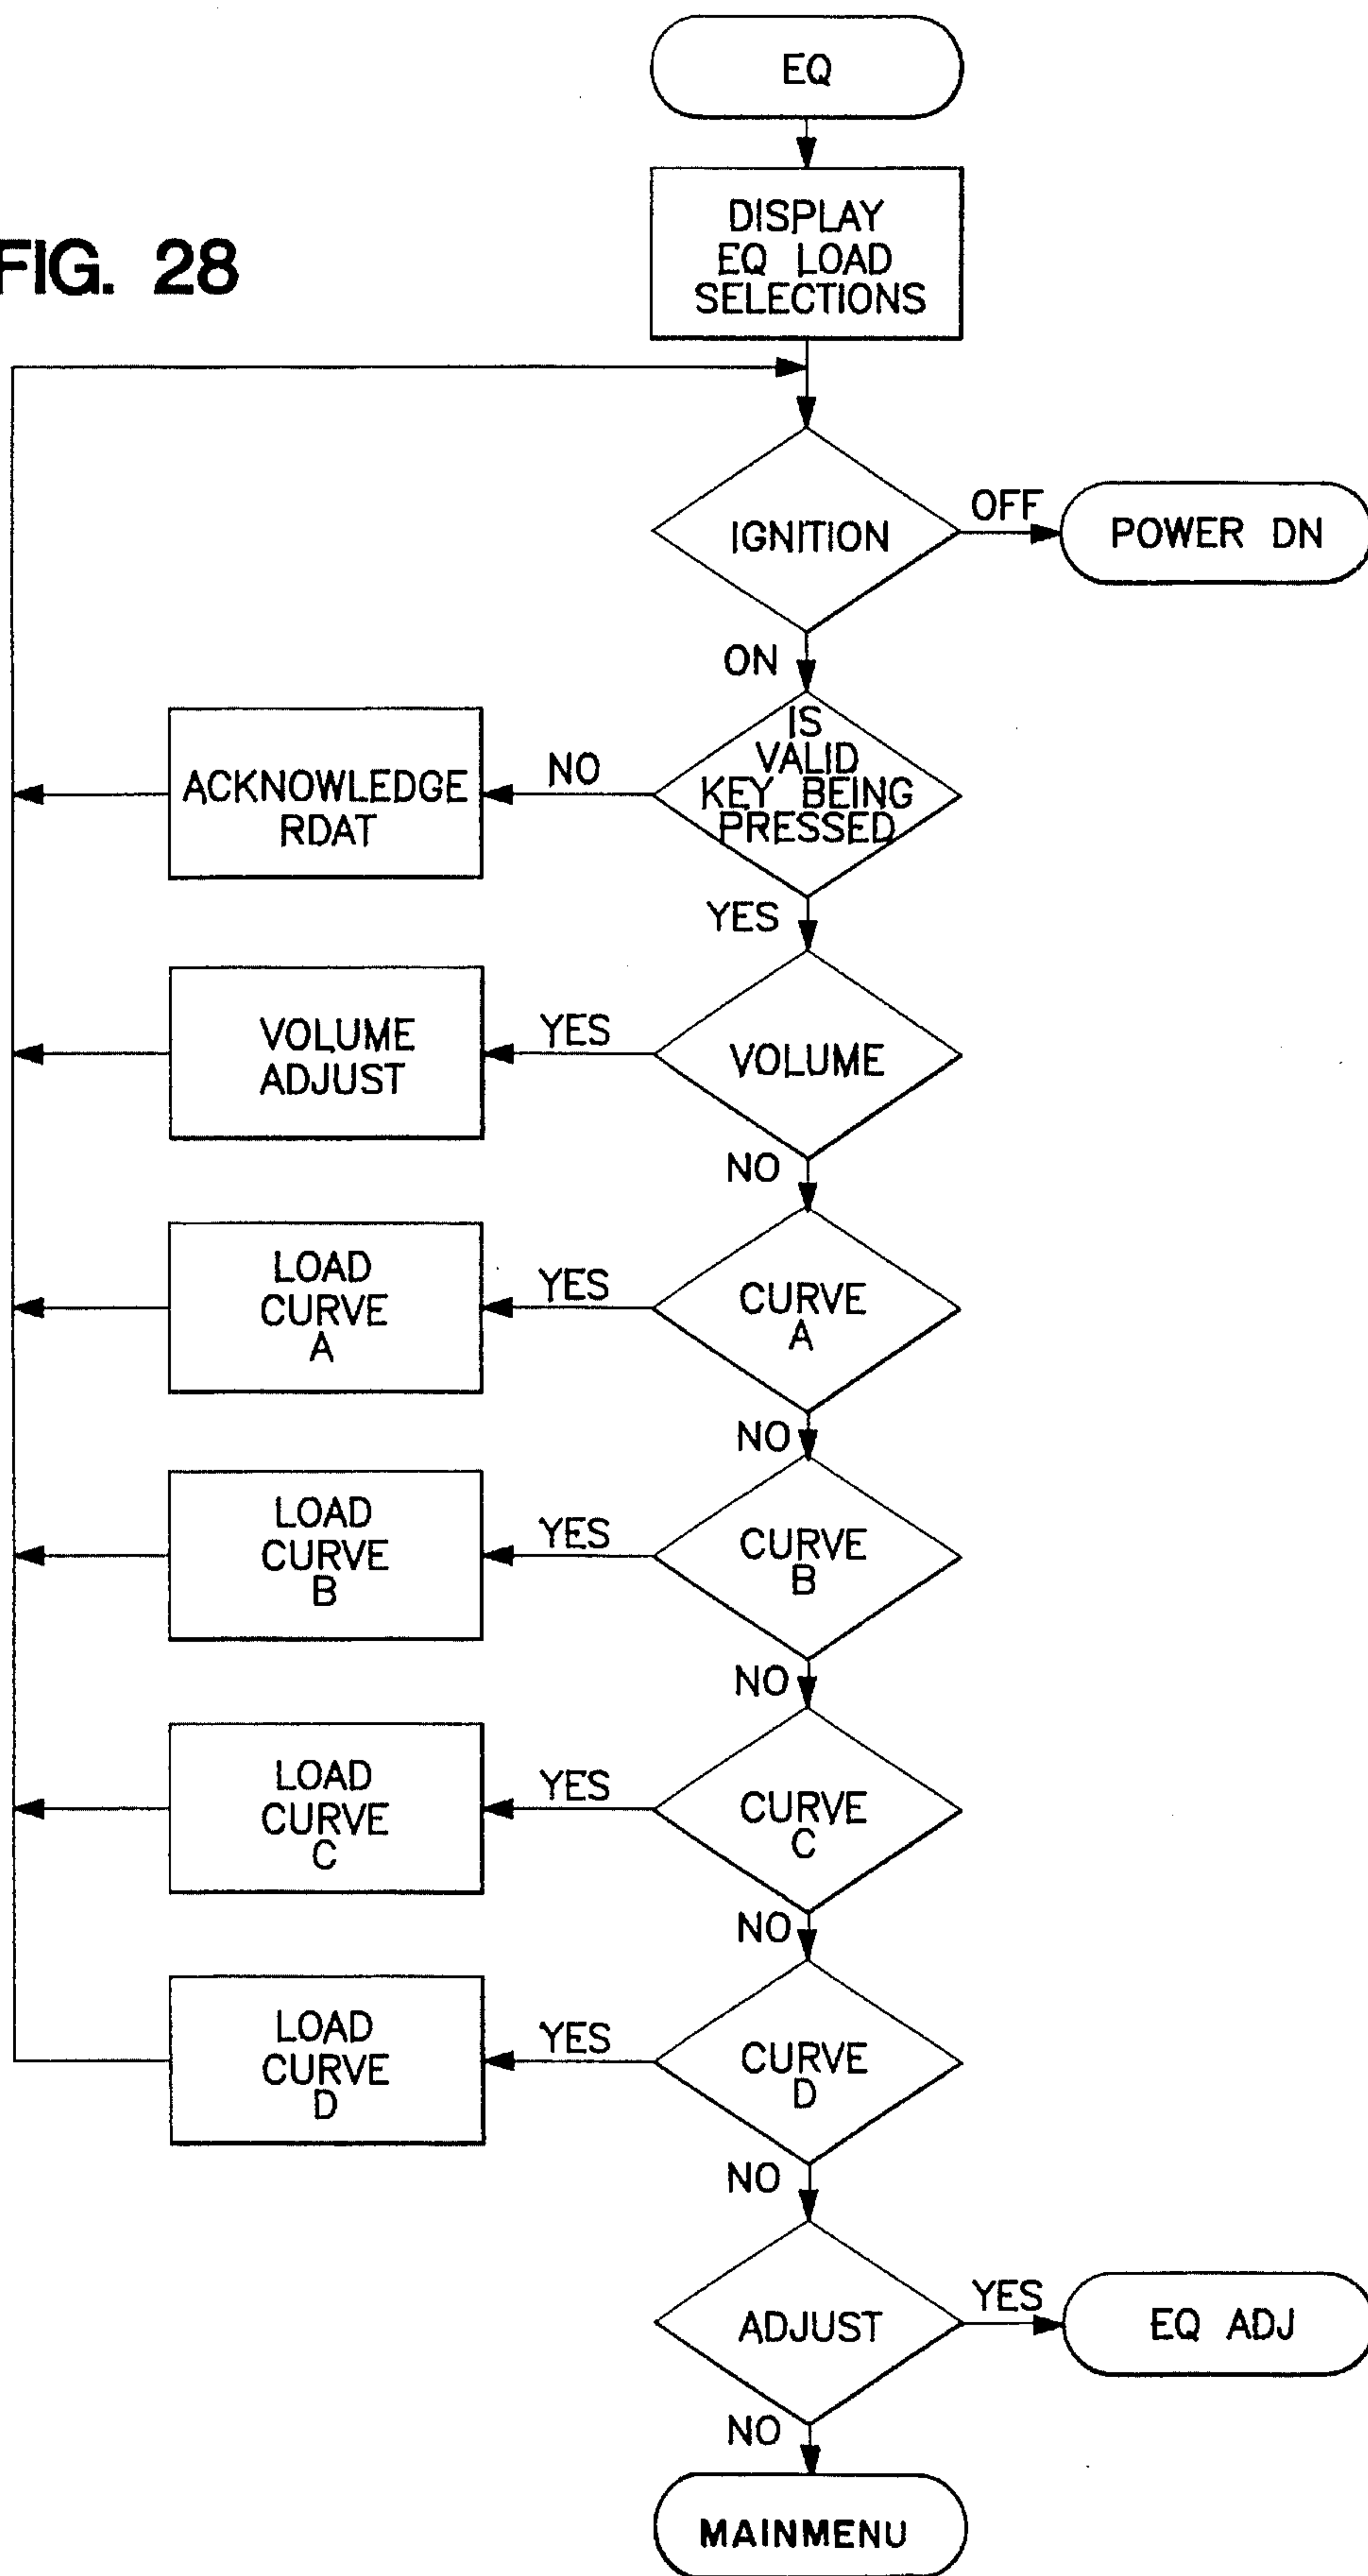 EQ
DISPLAY
EQ LOAD
SELECTIONS
FIG. 28
IGNITION
OFF
POWER DN
ON
IS
VALID
KEY BEING
PRESSED
NO
ACKNOWLEDGE
RDAT
YES
VOLUME
YES
VOLUME
ADJUST
NO
CURVE
A
YES
LOAD
CURVE
A
NO
CURVE
B
YES
LOAD
CURVE
B
NO
CURVE
C
YES
LOAD
CURVE
C
NO
CURVE
D
YES
LOAD
CURVE
D
NO
ADJUST
YES
EQ ADJ
NO
MAINMENU